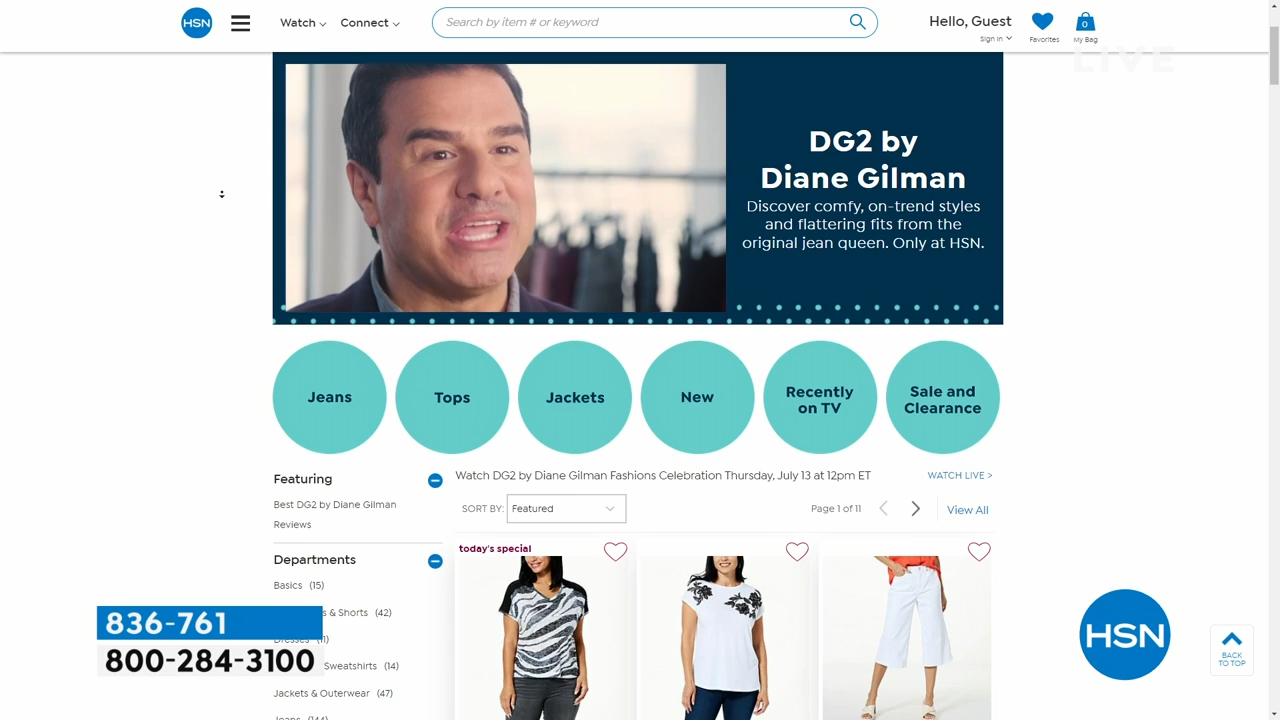 HSN
Watch
Connect
Search by item # or keyword
Hello, Guest
Sign In
Favorites
0
My Bag
LIVE
DG2 by
Diane Gilman
Discover comfy, on-trend styles
and flattering fits from the
original jean queen. Only at HSN.
Jeans
Tops
Jackets
New
Recently
on TV
Sale and
Clearance
Featuring
Best DG2 by Diane Gilman
Reviews
Watch DG2 by Diane Gilman Fashions Celebration Thursday, July 13 at 12pm ET
WATCH LIVE >
SORT BY:
Featured
Page 1 of 11
View All
Departments
Basics (15)
& Shorts (42)
Sweatshirts (14)
Jackets & Outerwear (47)
Jeans (144)
today's special
836-761
800-284-3100
HSN
BACK
TO TOP